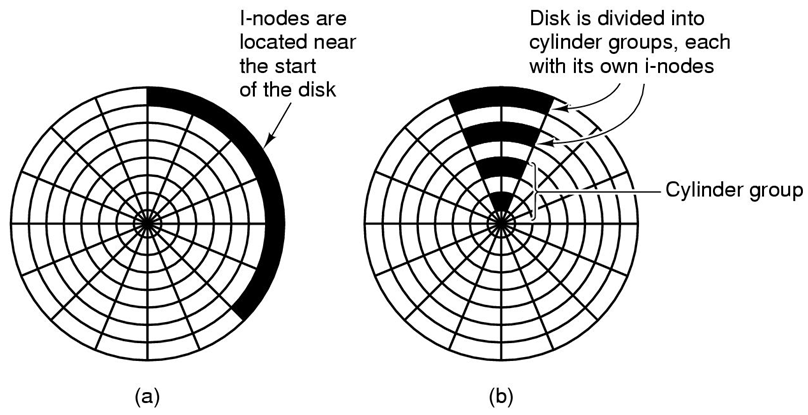 I-nodes are
located near
the start
of the disk
Disk is divided into
cylinder groups, each
with its own i-nodes
Cylinder group
(a)
(b)